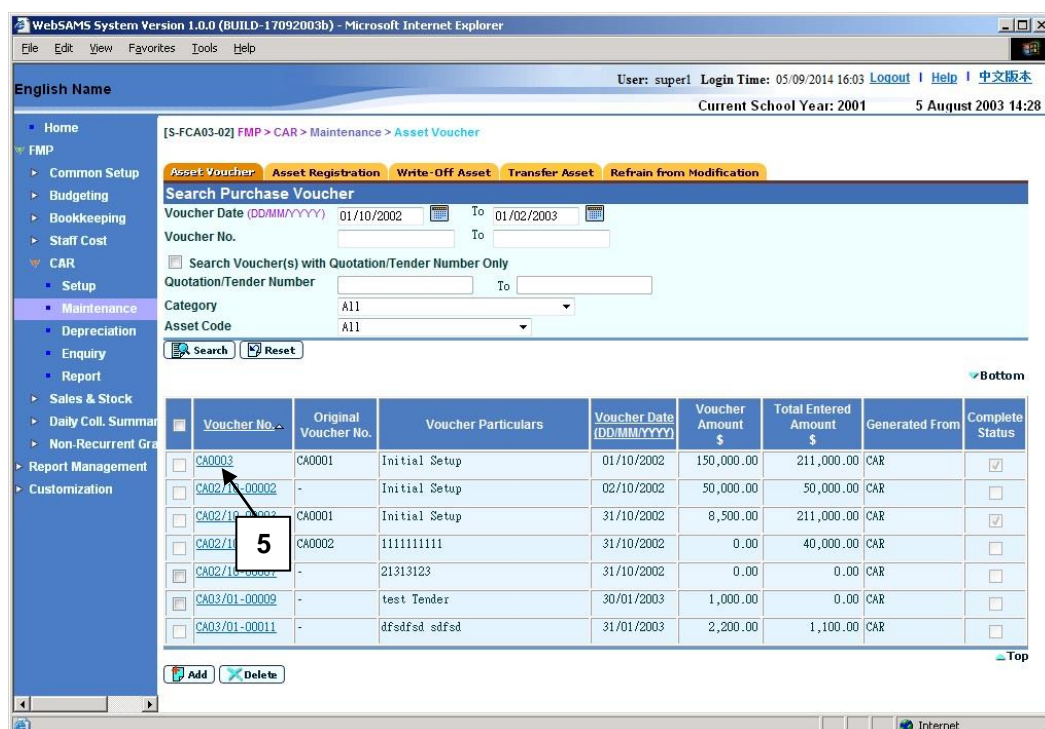 WebSAMS System Version 1.0.0 (BUILD-17092003b) - Microsoft Internet Explorer
File Edit View Favorites Tools Help
English Name
User: super1 Login Time: 05/09/2014 16:03 Logout | Help | 中文版本
Current School Year: 2001 5 August 2003 14:28
Home
FMP
Common Setup
Budgeting
Bookkeeping
Staff Cost
CAR
Setup
Maintenance
Depreciation
Enquiry
Report
Sales & Stock
Daily Coll. Summar
Non-Recurrent Gra
Report Management
Customization
[S-FCA03-02] FMP > CAR > Maintenance > Asset Voucher
Asset Voucher Asset Registration Write-Off Asset Transfer Asset Refrain from Modification
Search Purchase Voucher
Voucher Date (DD/MM/YYYY) 01/10/2002 To 01/02/2003
Voucher No. To
Search Voucher(s) with Quotation/Tender Number Only
Quotation/Tender Number To
Category All
Asset Code All
Search Reset
Bottom
Voucher No. Original Voucher No. Voucher Particulars Voucher Date (DD/MM/YYYY) Voucher Amount $ Total Entered Amount $ Generated From Complete Status
CA0003 CA0001 Initial Setup 01/10/2002 150,000.00 211,000.00 CAR
CA02/10-00002 - Initial Setup 02/10/2002 50,000.00 50,000.00 CAR
CA0001 Initial Setup 31/10/2002 8,500.00 211,000.00 CAR
CA0002 1111111111 31/10/2002 0.00 40,000.00 CAR
- 21313123 31/10/2002 0.00 0.00 CAR
CA03/01-00009 - test Tender 30/01/2003 1,000.00 0.00 CAR
CA03/01-00011 - dfsdfsd sdfsd 31/01/2003 2,200.00 1,100.00 CAR
5
Top
Add Delete
Internet